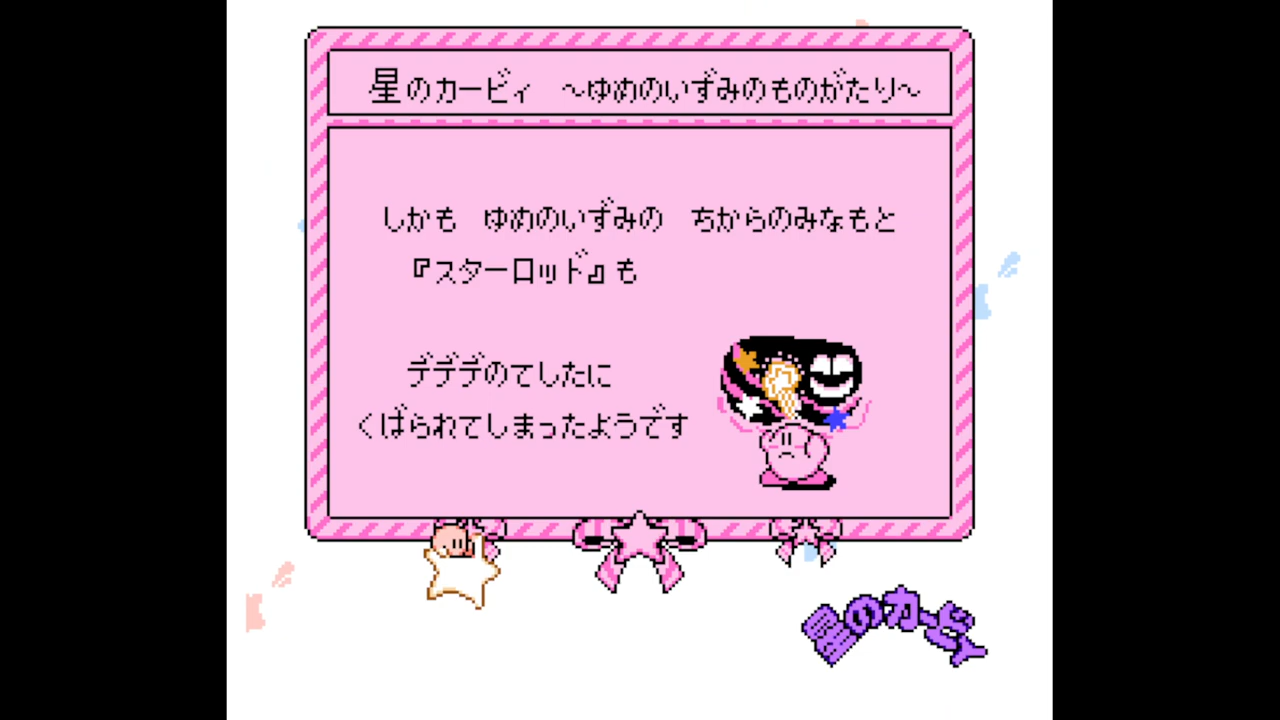 星のカービィ ～ゆめのいずみのものがたり～
しかも ゆめのいずみの ちからのみなもと
『スターロッド』も
デデデのてしたに
くばられてしまったようです
星のカービィ